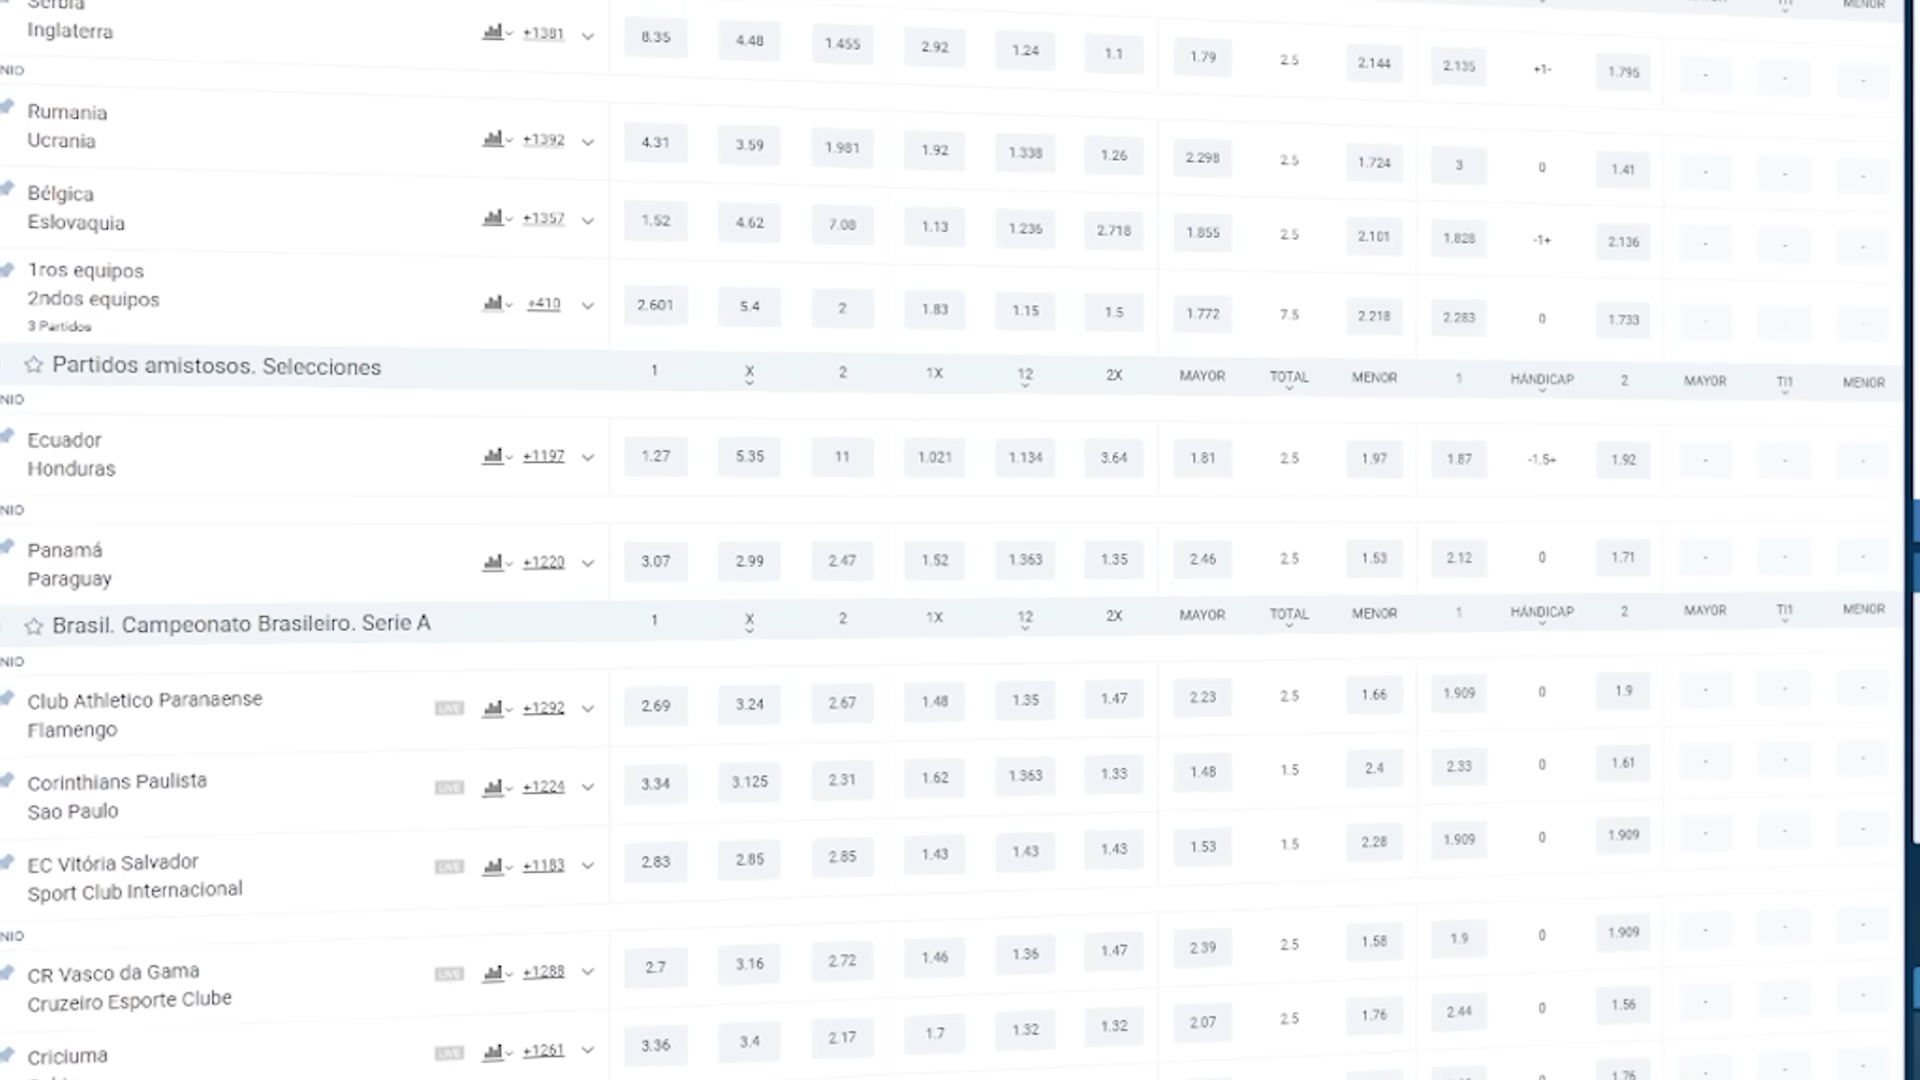 Serbia
Inglaterra +1381 8.35 4.48 1.455 2.92 1.24 1.1 1.79 2.5 2.144 2.135 +1- 1.795 - - -
NIO
Rumania
Ucrania +1392 4.31 3.59 1.981 1.92 1.338 1.26 2.298 2.5 1.724 3 0 1.41 - - -
Bélgica
Eslovaquia +1357 1.52 4.62 7.08 1.13 1.236 2.718 1.855 2.5 2.101 1.828 -1+ 2.136 - - -
1ros equipos
2ndos equipos +410 2.601 5.4 2 1.83 1.15 1.5 1.772 7.5 2.218 2.283 0 1.733 - - -
3 Partidos
Partidos amistosos. Selecciones 1 X 2 1X 12 2X MAYOR TOTAL MENOR 1 HÁNDICAP 2 MAYOR TI1 MENOR
NIO
Ecuador
Honduras +1197 1.27 5.35 11 1.021 1.134 3.64 1.81 2.5 1.97 1.87 -1.5+ 1.92 - - -
NIO
Panamá
Paraguay +1220 3.07 2.99 2.47 1.52 1.363 1.35 2.46 2.5 1.53 2.12 0 1.71 - - -
Brasil. Campeonato Brasileiro. Serie A 1 X 2 1X 12 2X MAYOR TOTAL MENOR 1 HÁNDICAP 2 MAYOR TI1 MENOR
NIO
Club Athletico Paranaense
Flamengo LIVE +1292 2.69 3.24 2.67 1.48 1.35 1.47 2.23 2.5 1.66 1.909 0 1.9 - - -
Corinthians Paulista
Sao Paulo LIVE +1224 3.34 3.125 2.31 1.62 1.363 1.33 1.48 1.5 2.4 2.33 0 1.61 - - -
EC Vitória Salvador
Sport Club Internacional LIVE +1183 2.83 2.85 2.85 1.43 1.43 1.43 1.53 1.5 2.28 1.909 0 1.909 - - -
NIO
CR Vasco da Gama
Cruzeiro Esporte Clube LIVE +1288 2.7 3.16 2.72 1.46 1.36 1.47 2.39 2.5 1.58 1.9 0 1.909 - - -
Criciuma LIVE +1261 3.36 3.4 2.17 1.7 1.32 1.32 2.07 2.5 1.76 2.44 0 1.56 - - -
0 1.76